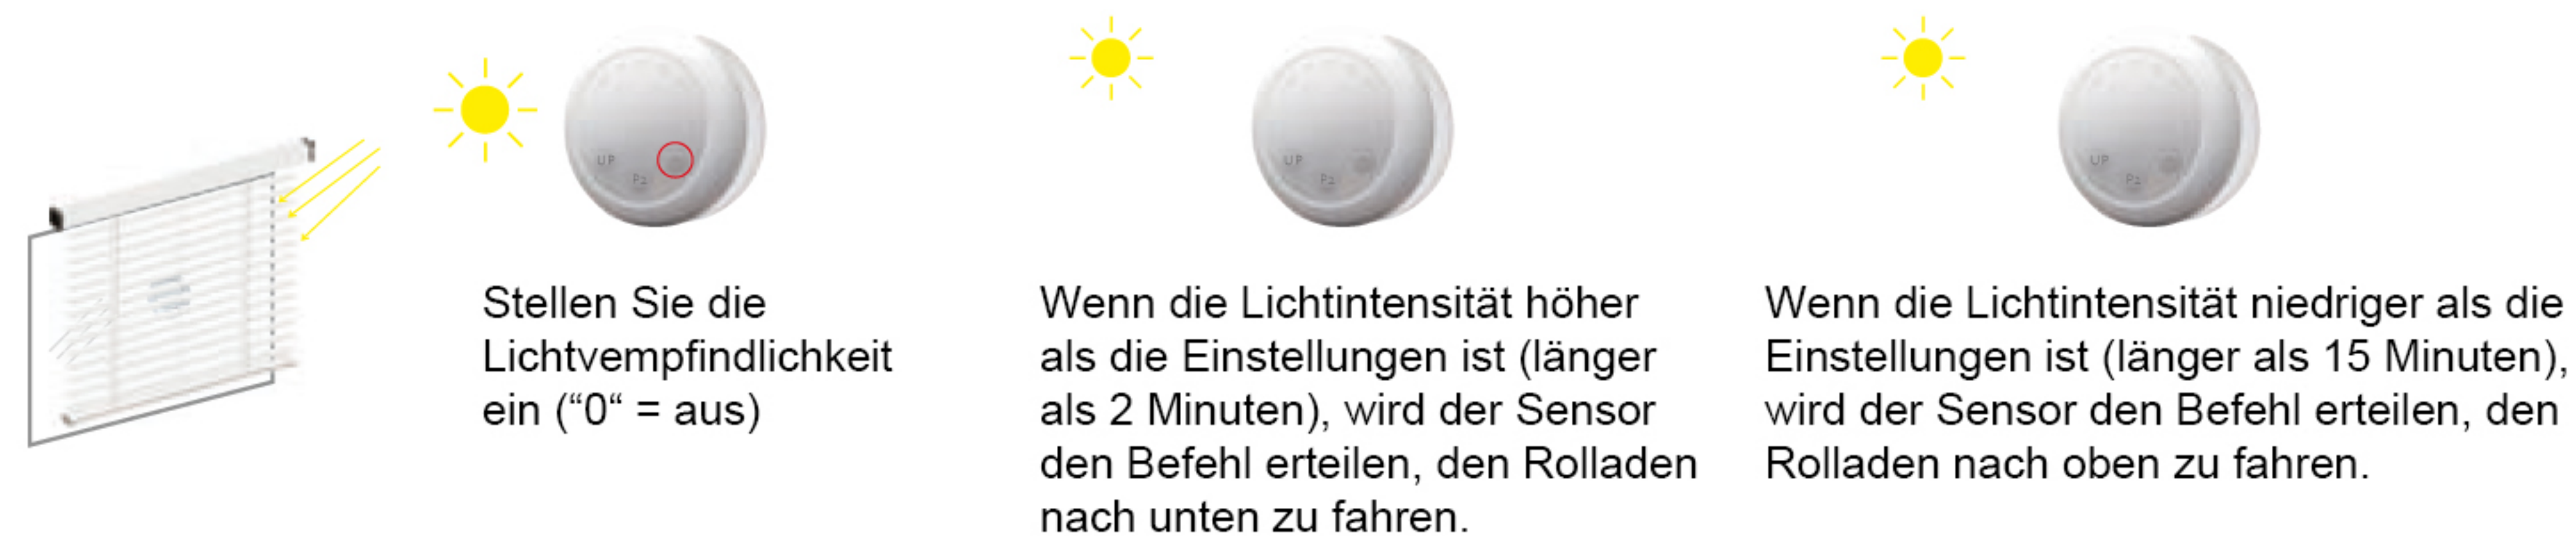 UP
P2
Stellen Sie die
Lichtvempfindlichkeit
ein (“0“ = aus)
UP
P2
Wenn die Lichtintensität höher
als die Einstellungen ist (länger
als 2 Minuten), wird der Sensor
den Befehl erteilen, den Rolladen
nach unten zu fahren.
UP
P2
Wenn die Lichtintensität niedriger als die
Einstellungen ist (länger als 15 Minuten),
wird der Sensor den Befehl erteilen, den
Rolladen nach oben zu fahren.